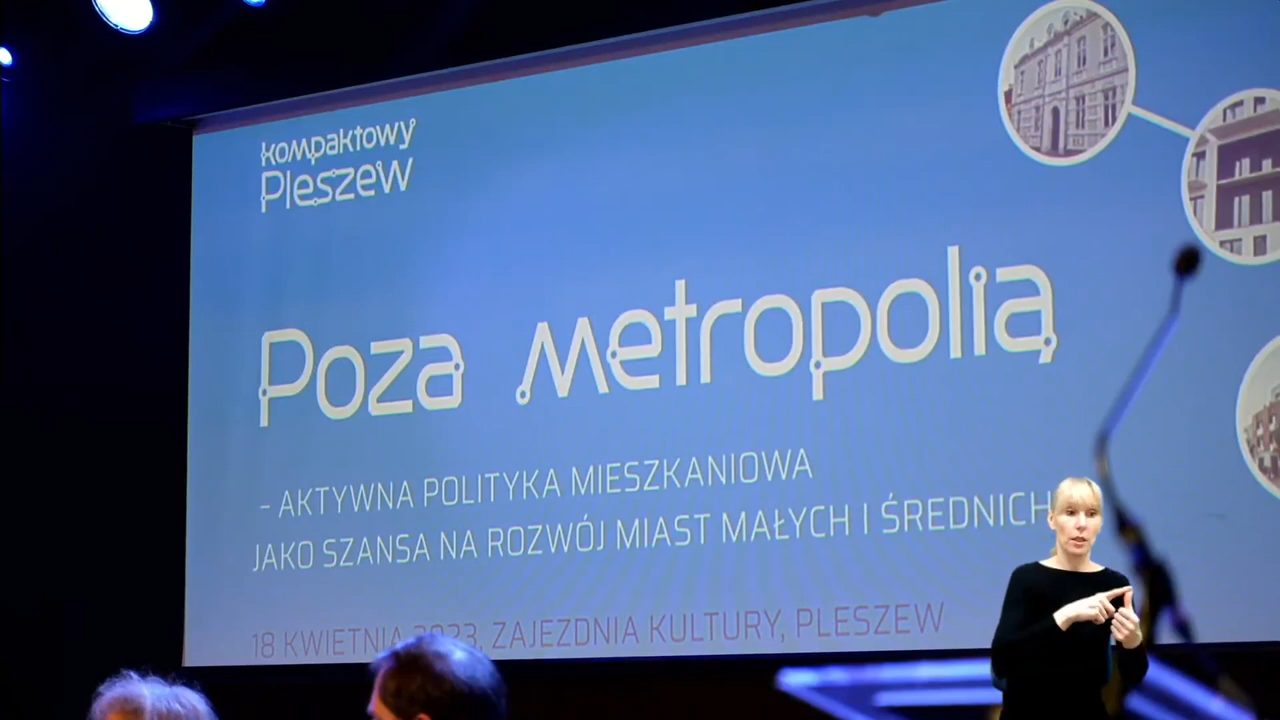 kompaktowy
Pleszew
Poza metropolią
– AKTYWNA POLITYKA MIESZKANIOWA
JAKO SZANSA NA ROZWÓJ MIAST MAŁYCH I ŚREDNICH
18 KWIETNIA 2023, ZAJEZDNIA KULTURY, PLESZEW